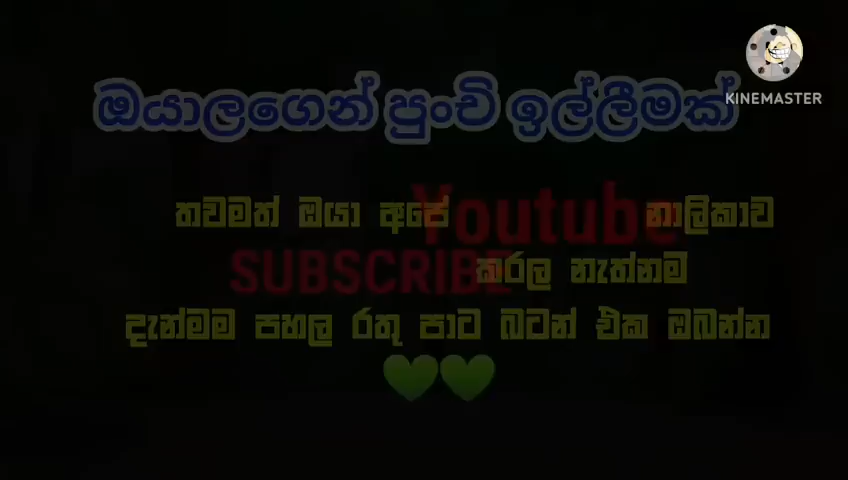 KINEMASTER
ඔයාලගෙන් පුංචි ඉල්ලීමක්
තවමත් ඔයා අපේ Youtube නාලිකාව
SUBSCRIBE කරල නැත්නම්
දැන්මම පහල රතු පාට බටන් එක ඔබන්න